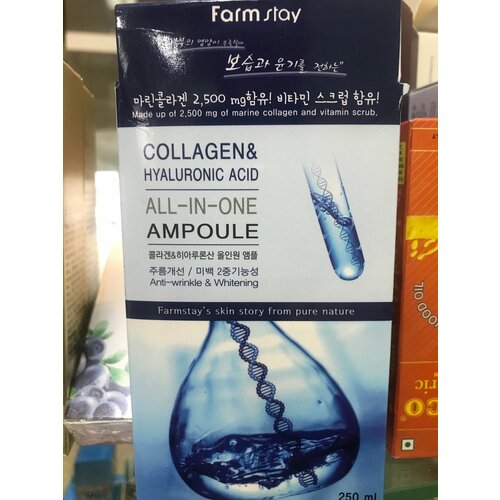 Farm stay
보습과 윤기를 전하는"
마린콜라겐 2,500 mg함유! 비타민 스크럽 함유!
Made up of 2,500 mg of marine collagen and vitamin scrub.
COLLAGEN&
HYALURONIC ACID
ALL-IN-ONE
AMPOULE
콜라겐&히아루론산 올인원 앰플
주름개선 / 미백 2중기능성
Anti-wrinkle & Whitening
Farmstay's skin story from pure nature
250 ml
OOD OIL
ric
CO